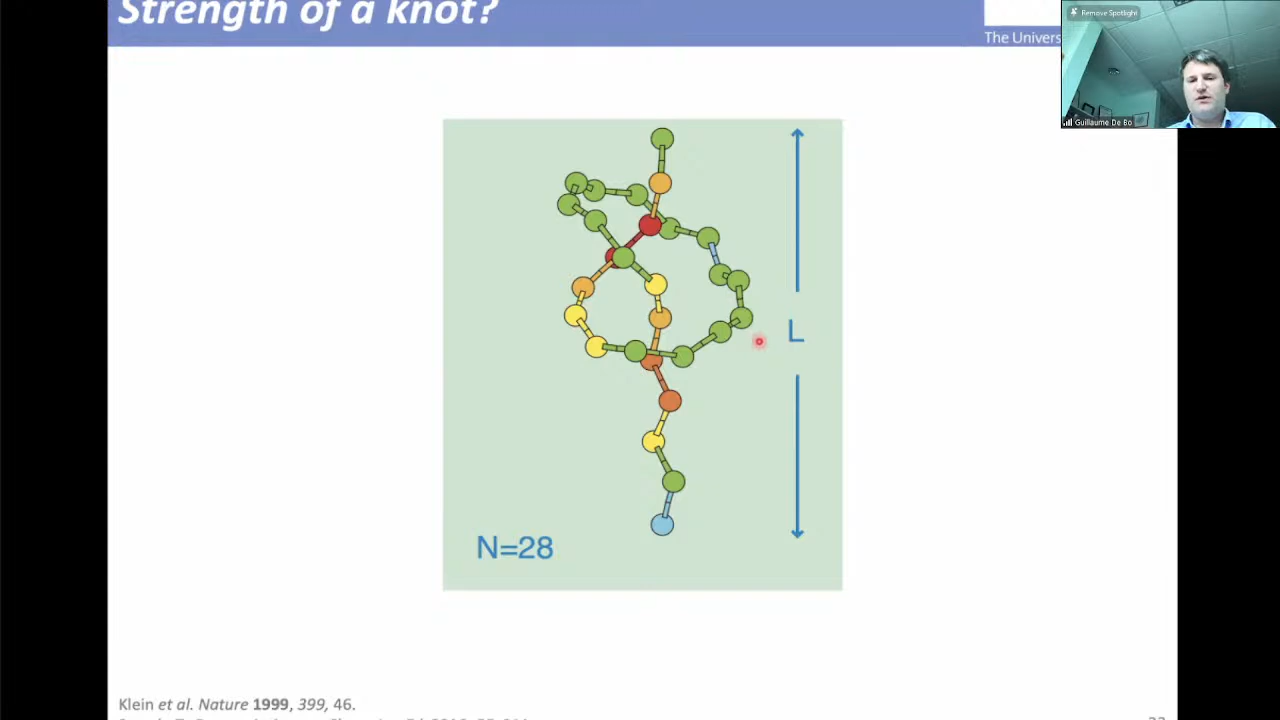 Strength of a knot?
The Univers
Remove Spotlight
Guillaume De Bo
L
N=28
Klein et al. Nature 1999, 399, 46.